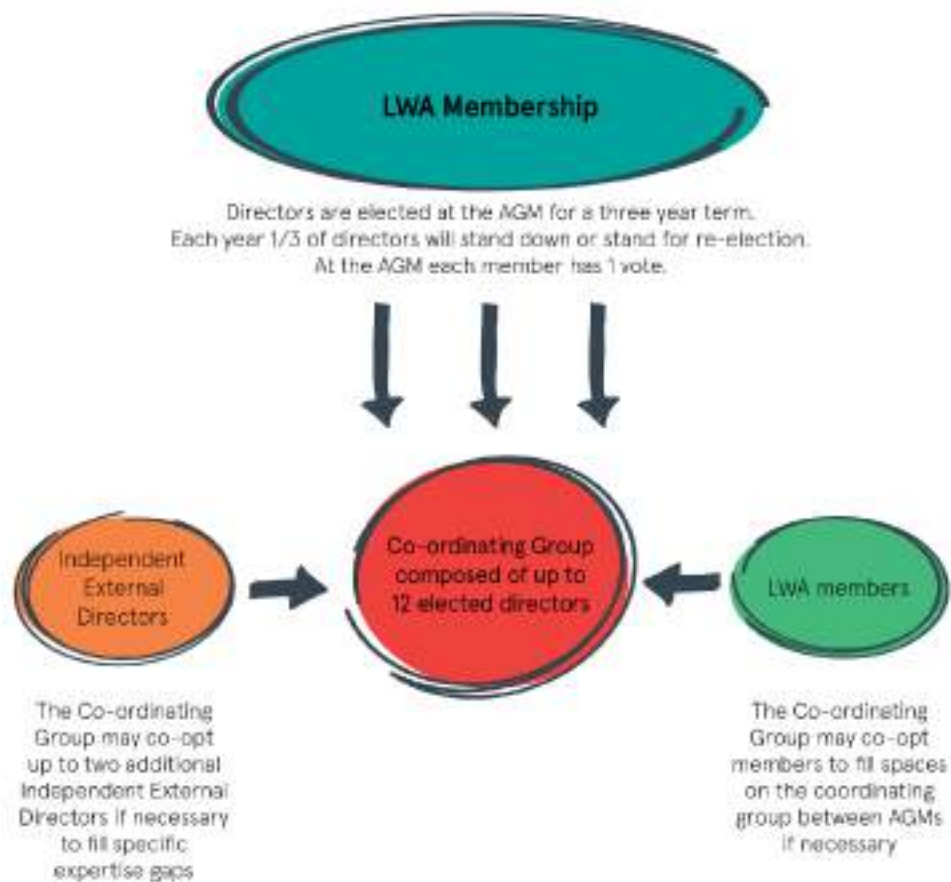 LWA Membership
Directors are elected at the AGM for a three year term.
Each year 1/3 of directors will stand down or stand for re-election.
At the AGM each member has 1 vote.
Independent
External
Directors
Co-ordinating Group
composed of up to
12 elected directors
LWA members
The Co-ordinating
Group may co-opt
up to two additional
Independent External
Directors if necessary
to fill specific
expertise gaps
The Co-ordinating
Group may co-opt
members to fill spaces
on the coordinating
group between AGMs
if necessary